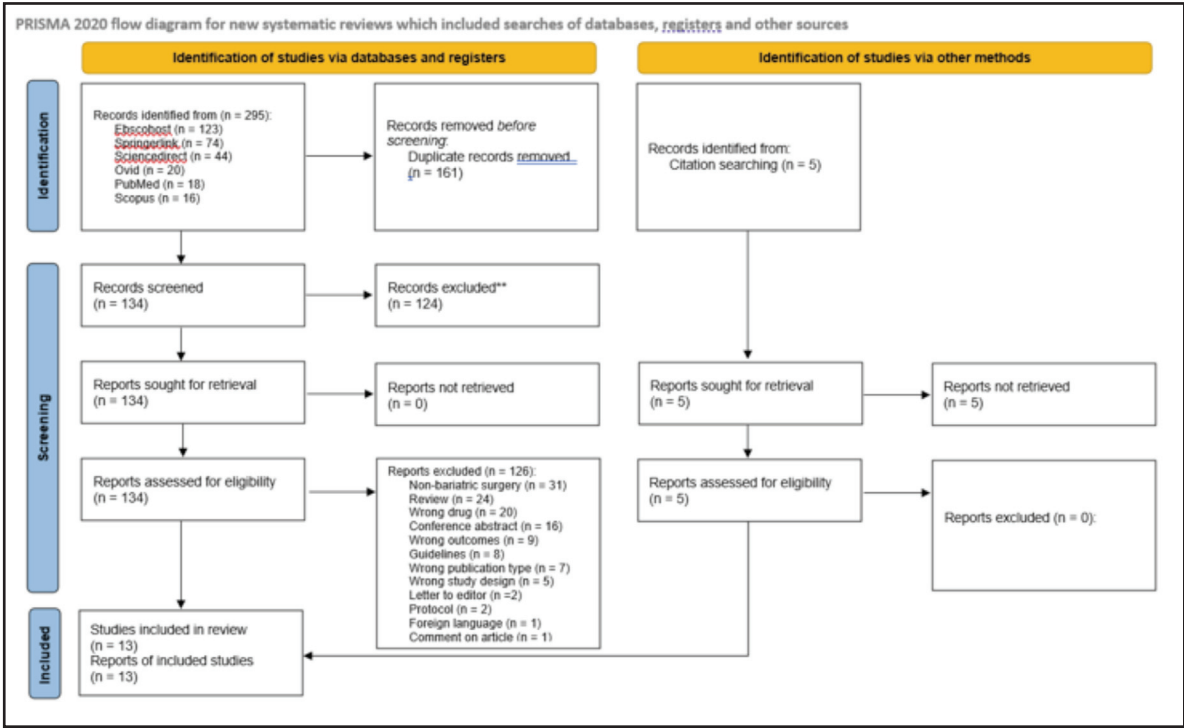 PRISMA 2020 flow diagram for new systematic reviews which included searches of databases, registers and other sources
Identification of studies via databases and registers
Identification of studies via other methods
Identification
Records identified from (n = 295):
Ebscohost (n = 123)
Springerlink (n = 74)
Sciencedirect (n = 44)
Ovid (n = 20)
PubMed (n = 18)
Scopus (n = 16)
Records removed before
screening:
Duplicate records removed
(n = 161)
Records identified from:
Citation searching (n = 5)
Screening
Records screened
(n = 134)
Records excluded**
(n = 124)
Reports sought for retrieval
(n = 134)
Reports not retrieved
(n = 0)
Reports sought for retrieval
(n = 5)
Reports not retrieved
(n = 5)
Reports assessed for eligibility
(n = 134)
Reports excluded (n = 126):
Non-bariatric surgery (n = 31)
Review (n = 24)
Wrong drug (n = 20)
Conference abstract (n = 16)
Wrong outcomes (n = 9)
Guidelines (n = 8)
Wrong publication type (n = 7)
Wrong study design (n = 5)
Letter to editor (n =2)
Protocol (n = 2)
Foreign language (n = 1)
Comment on article (n = 1)
Reports assessed for eligibility
(n = 5)
Reports excluded (n = 0):
Included
Studies included in review
(n = 13)
Reports of included studies
(n = 13)